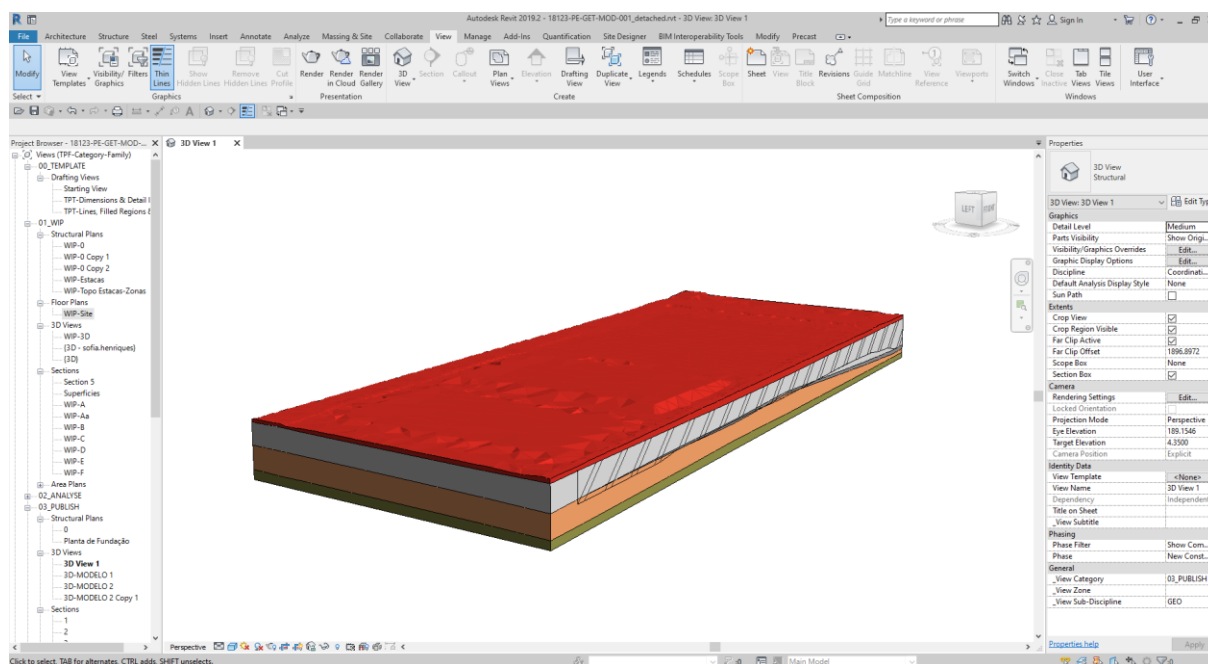 Autodesk Revit 2019.2 - 18123-PE-GET-MOD-001_detached.rvt - 3D View: 3D View 1
Type a keyword or phrase
Sign In
File Architecture Structure Steel Systems Insert Annotate Analyze Massing & Site Collaborate View Manage Add-Ins Quantification Site Designer BIM Interoperability Tools Modify Precast
Modify
View Templates
Visibility/ Graphics
Filters
Thin Lines
Show Hidden Lines
Remove Hidden Lines
Cut Profile
Render
Render in Cloud
Render Gallery
3D View
Section
Callout
Plan Views
Elevation
Drafting View
Duplicate View
Legends
Schedules
Scope Box
Sheet
View
Title Block
Revisions
Guide Grid
Matchline
View Reference
Viewports
Switch Windows
Close Inactive
Tab Views
Tile Views
User Interface
Select
Graphics
Presentation
Create
Sheet Composition
Windows
Project Browser - 18123-PE-GET-MOD-...
Views (TPF-Category-Family)
00_TEMPLATE
Drafting Views
Starting View
TPT-Dimensions & Detail I
TPT-Lines, Filled Regions &
01_WIP
Structural Plans
WIP-0
WIP-0 Copy 1
WIP-0 Copy 2
WIP-Estacas
WIP-Topo Estacas-Zonas
Floor Plans
WIP-Site
3D Views
WIP-3D
(3D - sofia.henriques)
(3D)
Sections
Section 5
Superficies
WIP-A
WIP-Aa
WIP-B
WIP-C
WIP-D
WIP-E
WIP-F
Area Plans
02_ANALYSE
03_PUBLISH
Structural Plans
0
Planta de Fundação
3D Views
3D View 1
3D-MODELO 1
3D-MODELO 2
3D-MODELO 2 Copy 1
Sections
1
2
3D View 1
LEFT
Perspective
Properties
3D View
Structural
3D View: 3D View 1
Edit Typ
Graphics
Detail Level Medium
Parts Visibility Show Origi...
Visibility/Graphics Overrides Edit...
Graphic Display Options Edit...
Discipline Coordinati...
Default Analysis Display Style None
Sun Path
Extents
Crop View
Crop Region Visible
Far Clip Active
Far Clip Offset 1896.8972
Scope Box None
Section Box
Camera
Rendering Settings Edit...
Locked Orientation
Projection Mode Perspective
Eye Elevation 189.1546
Target Elevation 4.3500
Camera Position Explicit
Identity Data
View Template <None>
View Name 3D View 1
Dependency Independent
Title on Sheet
_View Subtitle
Phasing
Phase Filter Show Com...
Phase New Const...
General
_View Category 03_PUBLISH
_View Zone
_View Sub-Discipline GEO
Properties help
Apply
Click to select, TAB for alternates, CTRL adds, SHIFT unselects.
:0
Main Model